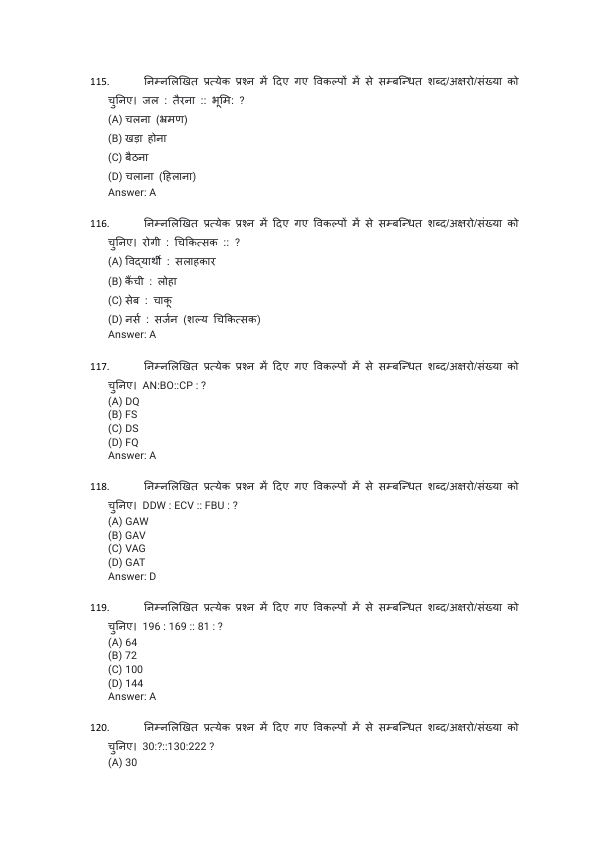 115. निम्नलिखित प्रत्येक प्रश्न में दिए गए विकल्पों में से सम्बन्धित शब्द/अक्षरो/संख्या को
चुनिए। जल : तैरना :: भूमि: ?
(A) चलना (भ्रमण)
(B) खड़ा होना
(C) बैठना
(D) चलाना (हिलाना)
Answer: A
116. निम्नलिखित प्रत्येक प्रश्न में दिए गए विकल्पों में से सम्बन्धित शब्द/अक्षरो/संख्या को
चुनिए। रोगी : चिकित्सक :: ?
(A) विद्यार्थी : सलाहकार
(B) कैंची : लोहा
(C) सेब : चाकू
(D) नर्स : सर्जन (शल्य चिकित्सक)
Answer: A
117. निम्नलिखित प्रत्येक प्रश्न में दिए गए विकल्पों में से सम्बन्धित शब्द/अक्षरो/संख्या को
चुनिए। AN:BO::CP : ?
(A) DQ
(B) FS
(C) DS
(D) FQ
Answer: A
118. निम्नलिखित प्रत्येक प्रश्न में दिए गए विकल्पों में से सम्बन्धित शब्द/अक्षरो/संख्या को
चुनिए। DDW : ECV :: FBU : ?
(A) GAW
(B) GAV
(C) VAG
(D) GAT
Answer: D
119. निम्नलिखित प्रत्येक प्रश्न में दिए गए विकल्पों में से सम्बन्धित शब्द/अक्षरो/संख्या को
चुनिए। 196 : 169 :: 81 : ?
(A) 64
(B) 72
(C) 100
(D) 144
Answer: A
120. निम्नलिखित प्रत्येक प्रश्न में दिए गए विकल्पों में से सम्बन्धित शब्द/अक्षरो/संख्या को
चुनिए। 30:?::130:222 ?
(A) 30